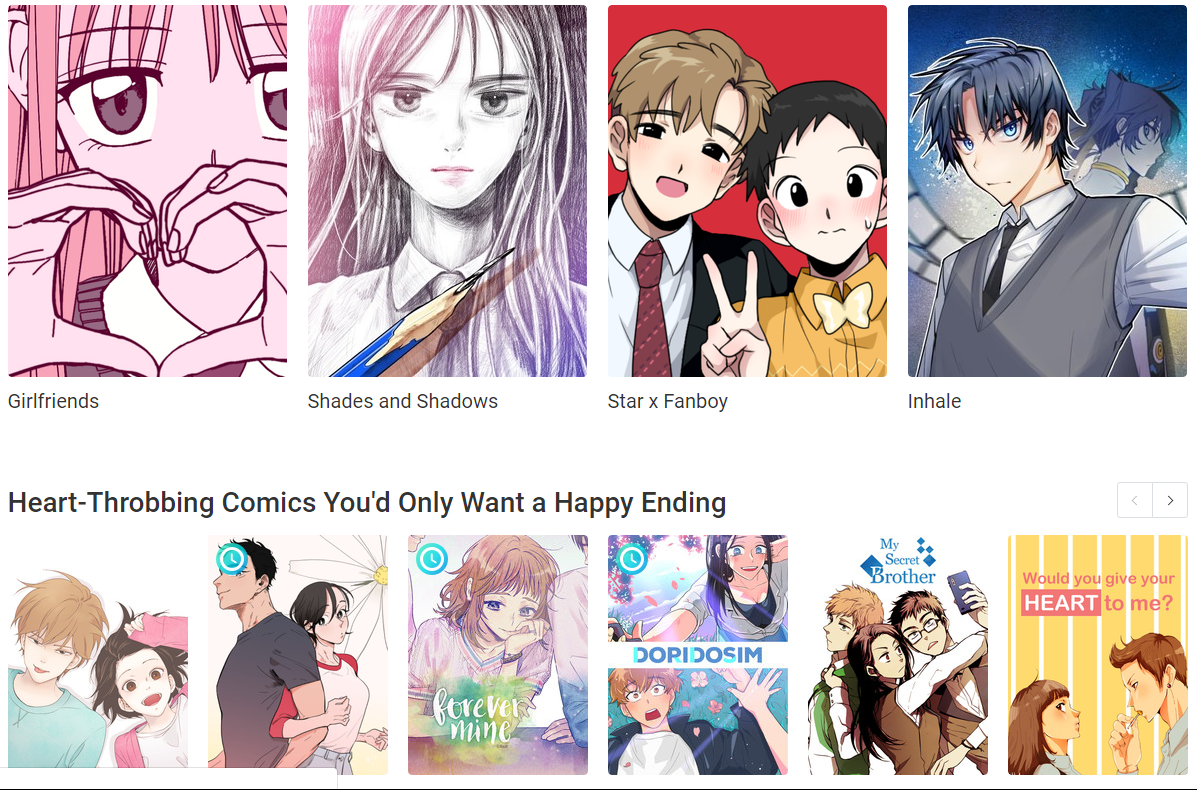 Girlfriends
Shades and Shadows
Star x Fanboy
Inhale
Heart-Throbbing Comics You'd Only Want a Happy Ending
forever
mine
DORIDOSIM
My
Secret
Brother
Would you give your
HEART to me?